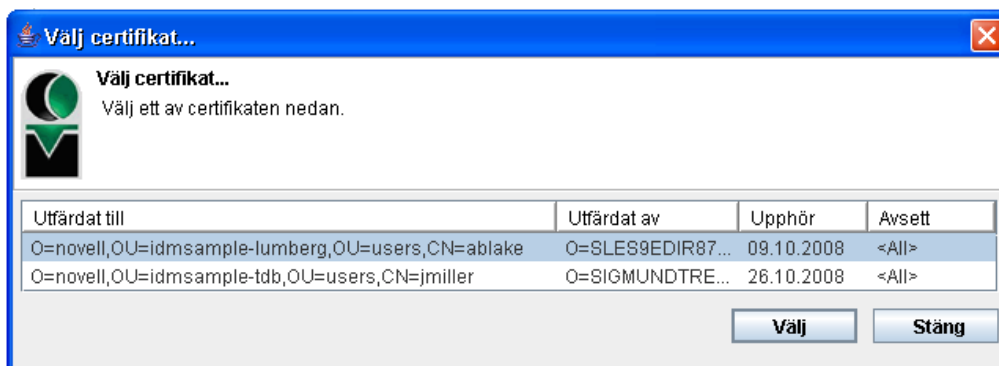 Välj certifikat...
Välj certifikat...
Välj ett av certifikaten nedan.
Utfärdat till Utfärdat av Upphör Avsett
O=novell,OU=idmsample-lumberg,OU=users,CN=ablake O=SLES9EDIR87... 09.10.2008 <All>
O=novell,OU=idmsample-tdb,OU=users,CN=jmiller O=SIGMUNDTRE... 26.10.2008 <All>
Välj Stäng